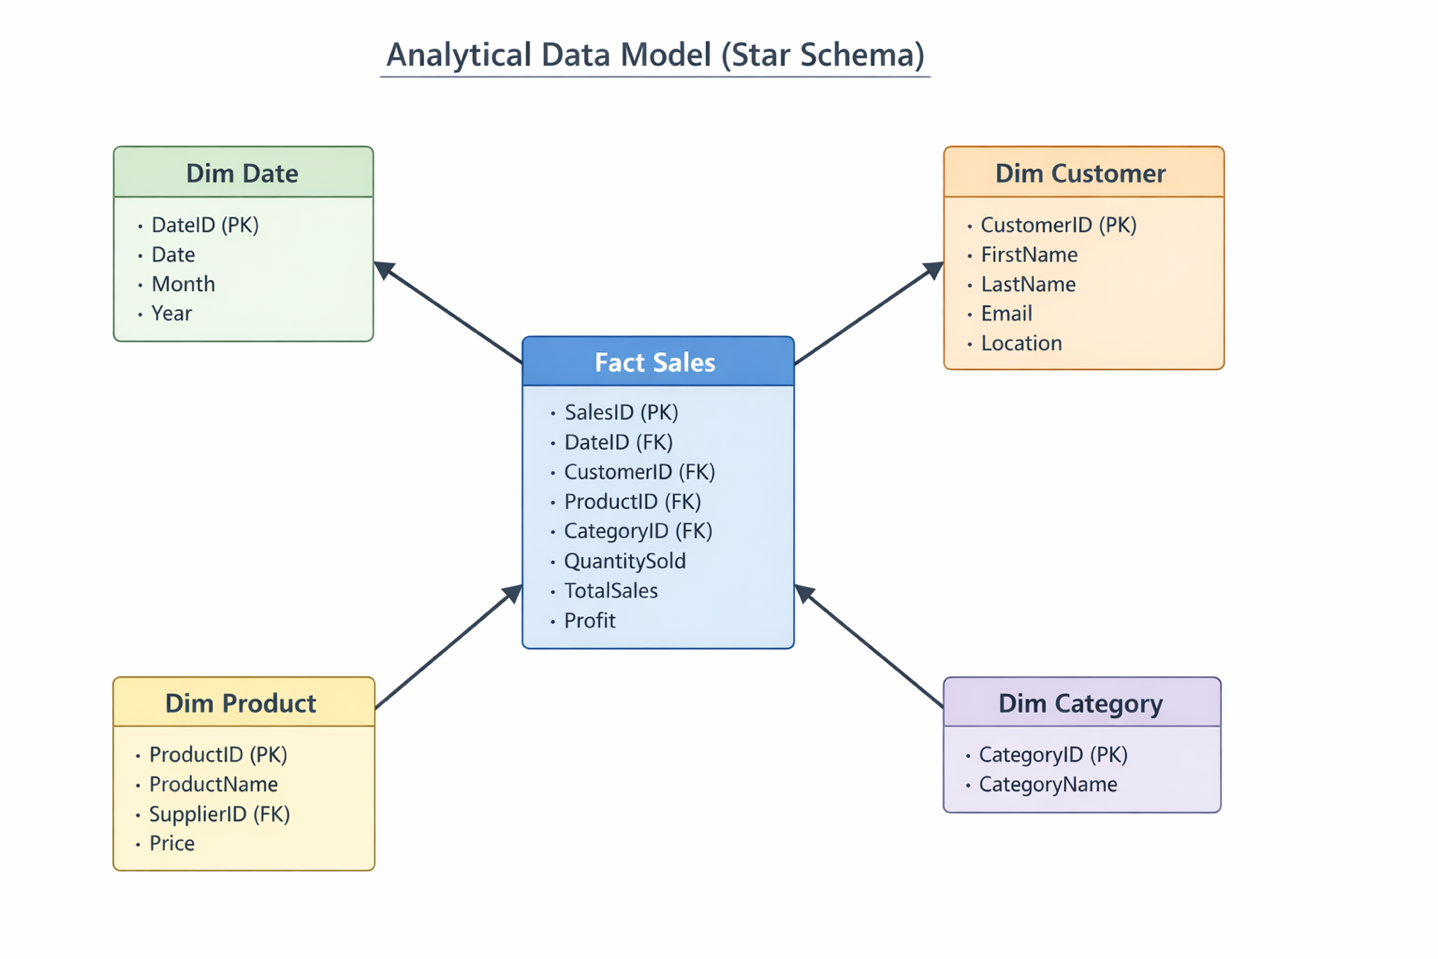 Analytical Data Model (Star Schema)
Dim Date
• DateID (PK)
• Date
• Month
• Year
Dim Customer
• CustomerID (PK)
• FirstName
• LastName
• Email
• Location
Fact Sales
• SalesID (PK)
• DateID (FK)
• CustomerID (FK)
• ProductID (FK)
• CategoryID (FK)
• QuantitySold
• TotalSales
• Profit
Dim Product
• ProductID (PK)
• ProductName
• SupplierID (FK)
• Price
Dim Category
• CategoryID (PK)
• CategoryName